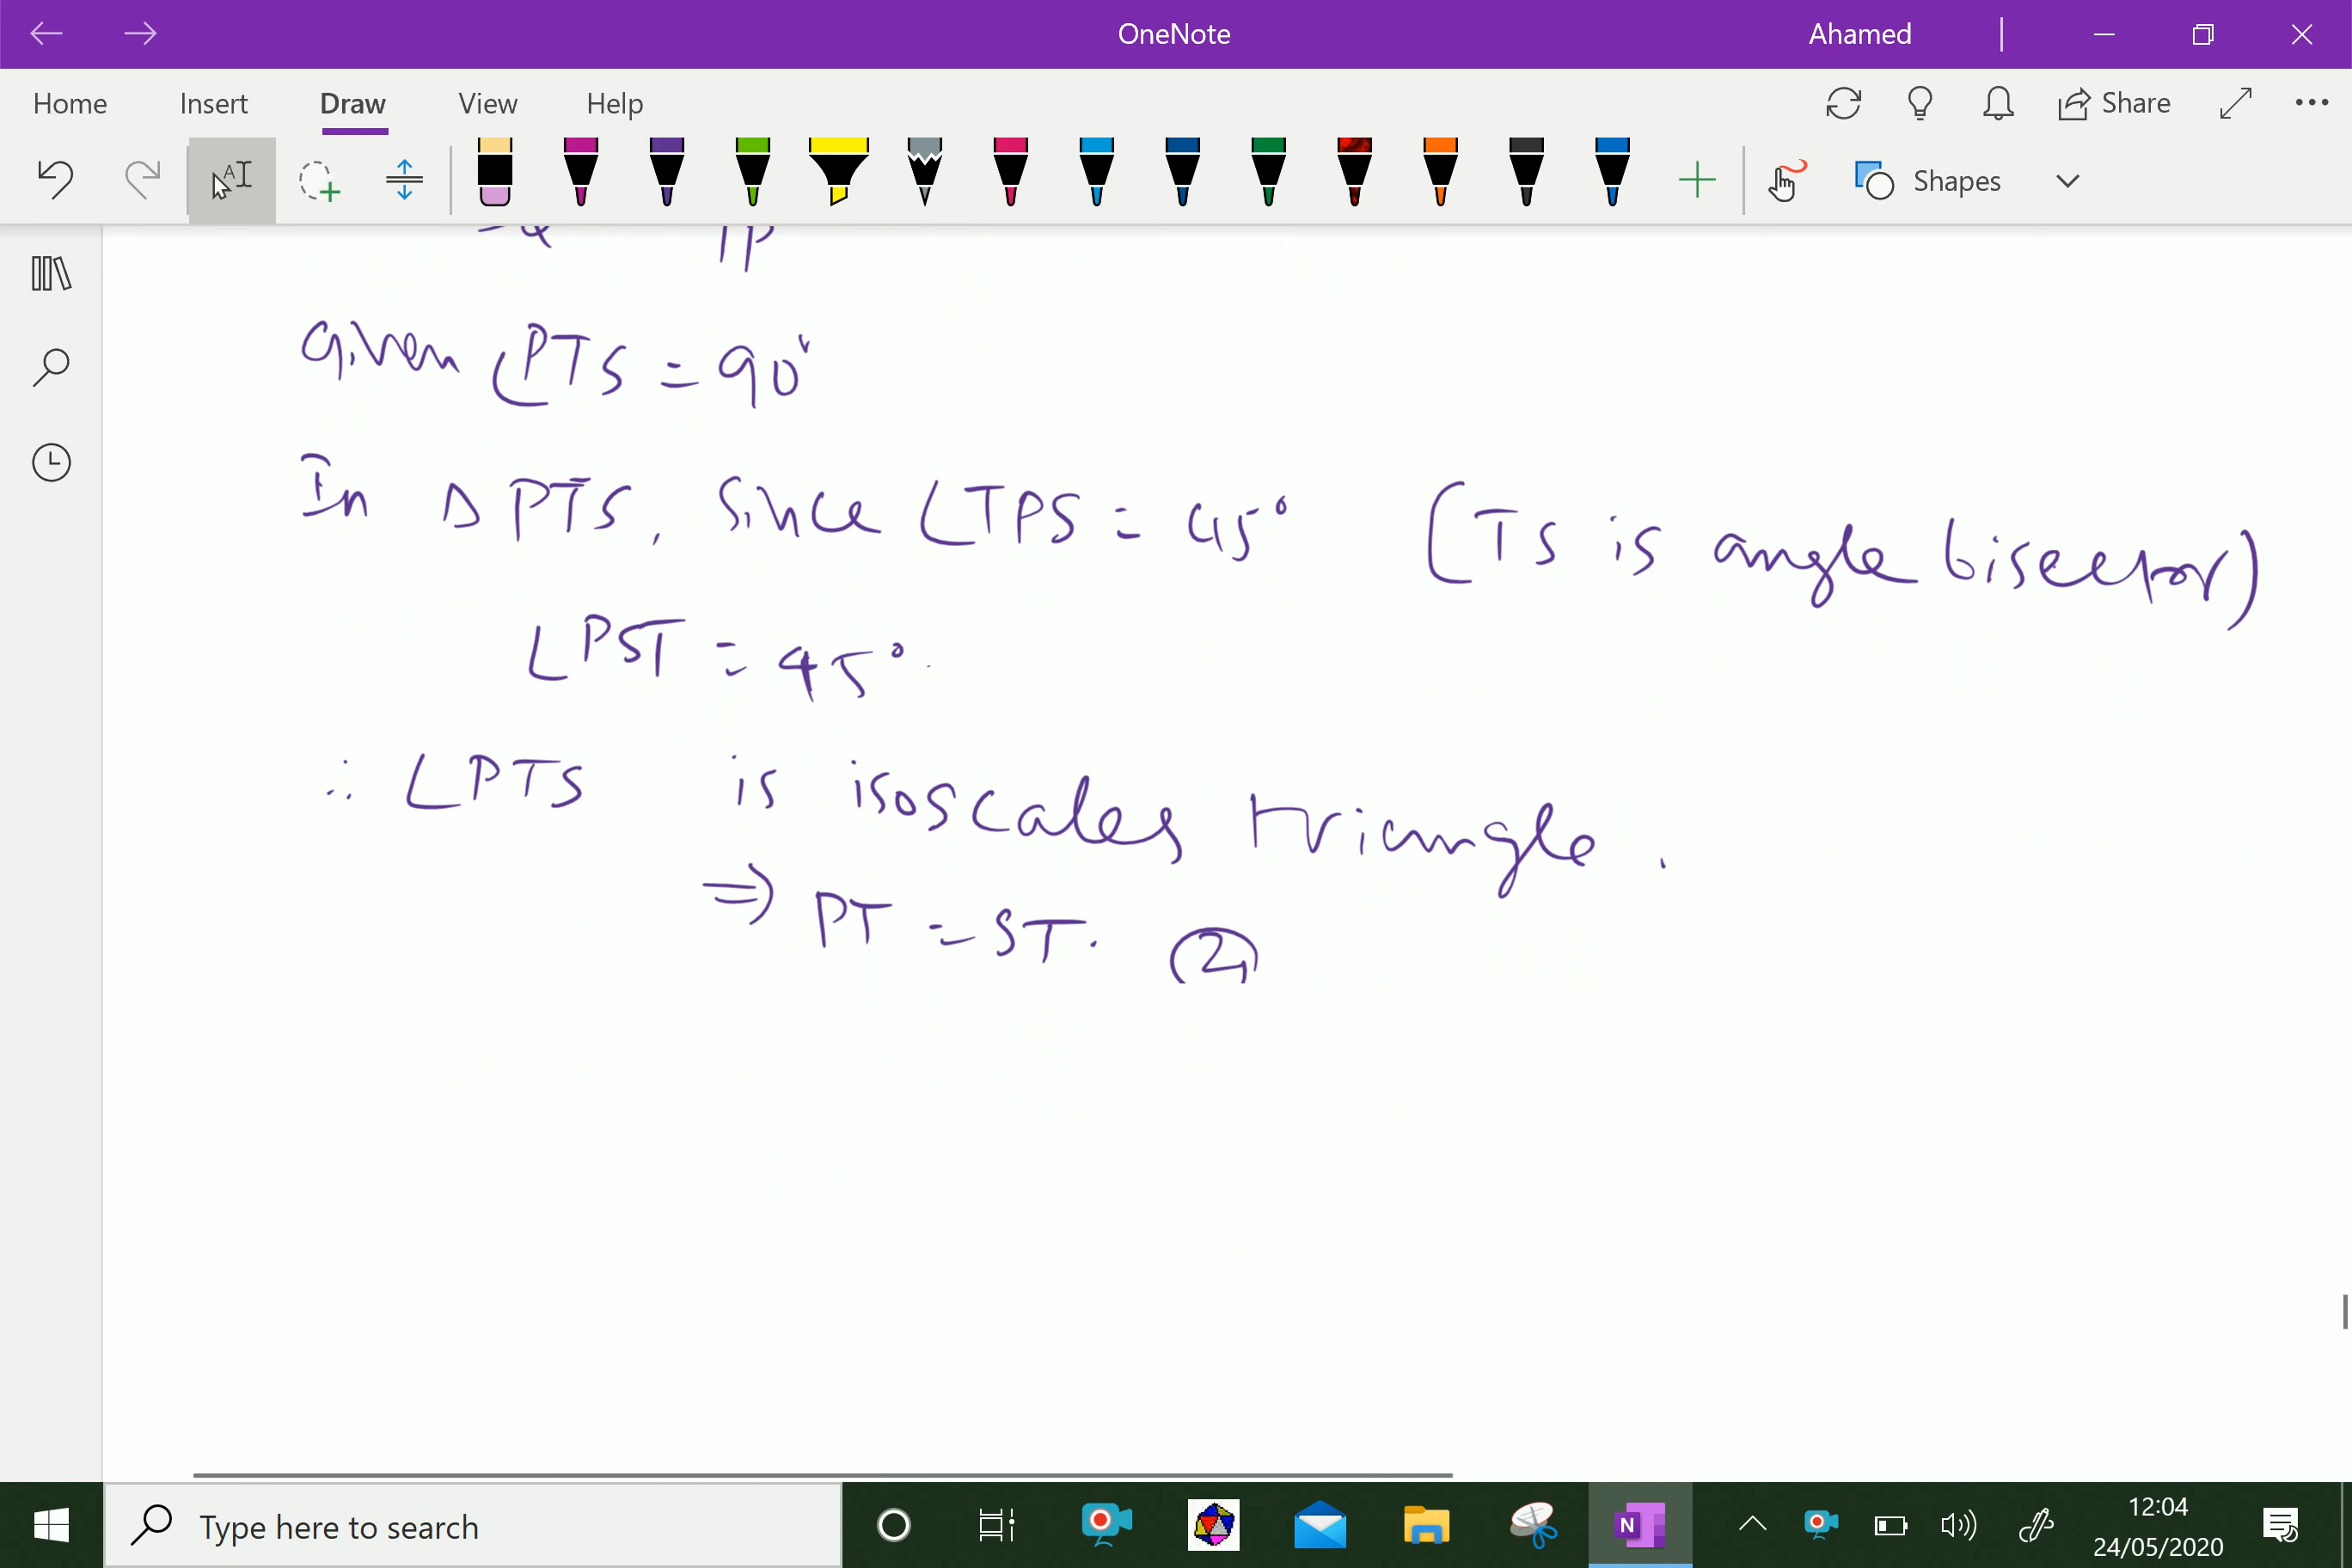 OneNote
Ahamed
Home Insert Draw View Help
Share
Shapes
Given ∠PTS = 90°
In Δ PTS, Since ∠TPS = 45° (TS is angle bisector)
∠PST = 45°.
∴ ∠PTS is isoscales triangle.
⇒ PT = ST. ②
Type here to search
N
12:04
24/05/2020